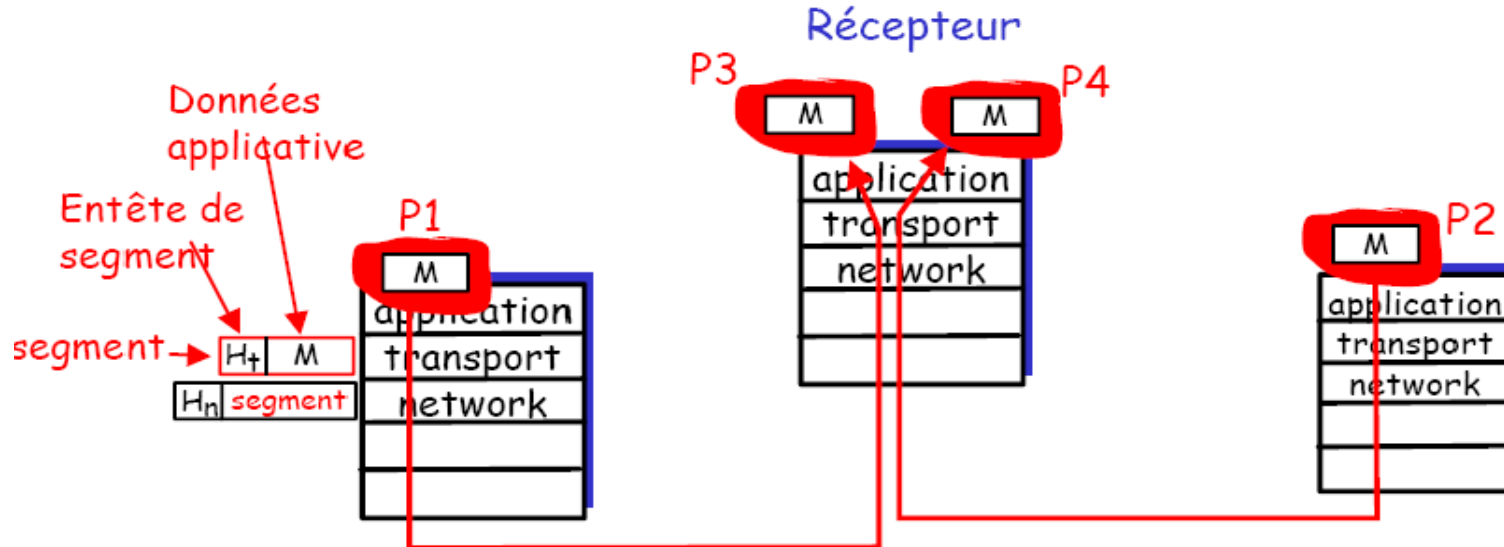 Récepteur
P3
M
M
P4
Données
applicative
Entête de
segment
P1
M
segment
Ht
M
Hn
segment
application
transport
network
application
transport
network
M
P2
application
transport
network